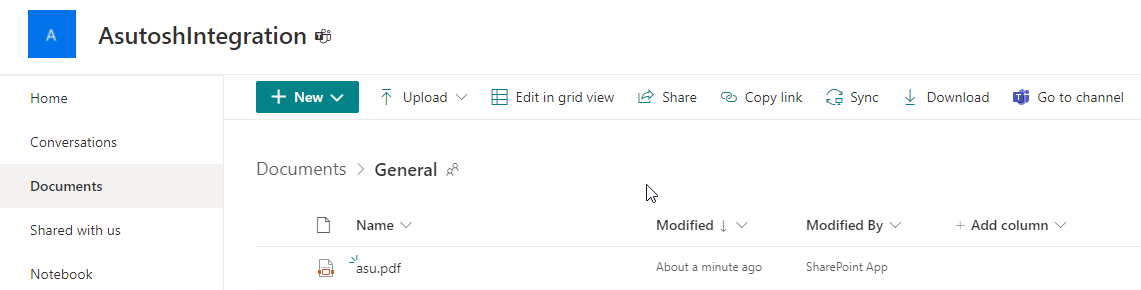 A
AsutoshIntegration
Home
Conversations
Documents
Shared with us
Notebook
New Upload Edit in grid view Share Copy link Sync Download Go to channel
Documents > General
Name Modified ↓ Modified By + Add column
asu.pdf About a minute ago SharePoint App